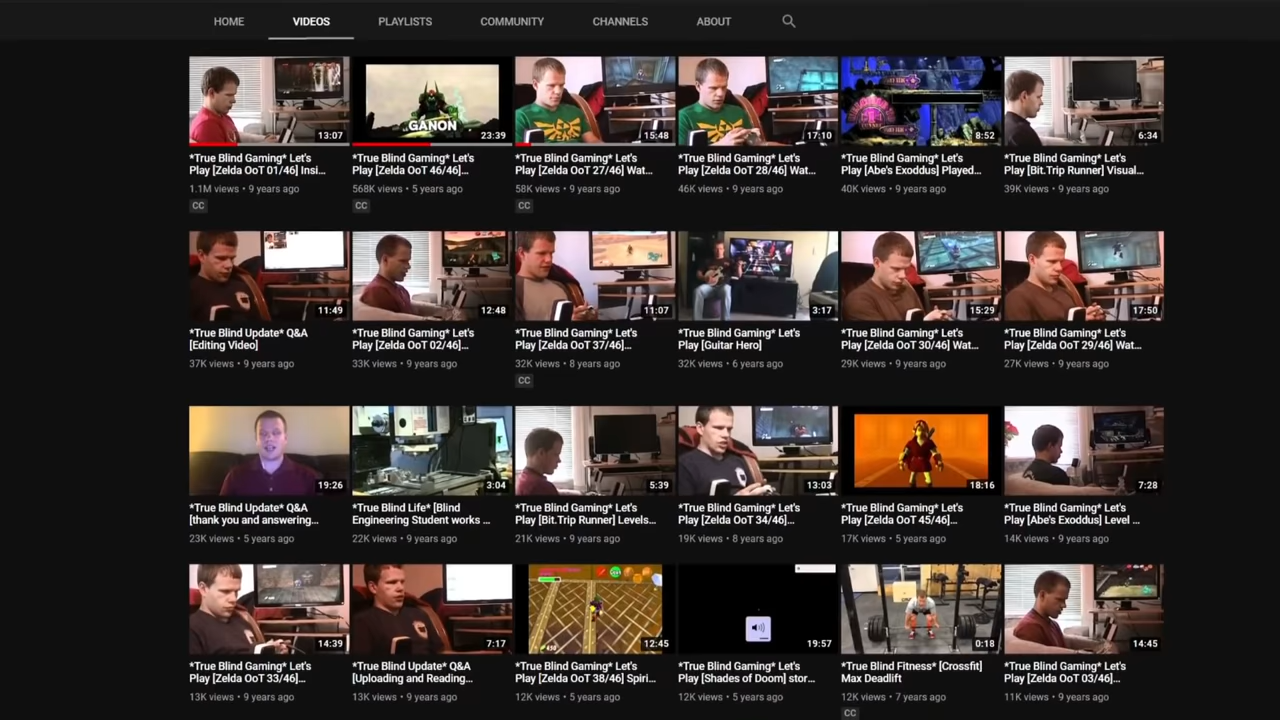 HOME VIDEOS PLAYLISTS COMMUNITY CHANNELS ABOUT
13:07
GANON
23:39
15:48
17:10
8:52
6:34
*True Blind Gaming* Let's
Play [Zelda OoT 01/46] Insi...
1.1M views • 9 years ago
CC
*True Blind Gaming* Let's
Play [Zelda OoT 46/46]...
568K views • 5 years ago
CC
*True Blind Gaming* Let's
Play [Zelda OoT 27/46] Wat...
58K views • 9 years ago
CC
*True Blind Gaming* Let's
Play [Zelda OoT 28/46] Wat...
46K views • 9 years ago
*True Blind Gaming* Let's
Play [Abe's Exoddus] Played...
40K views • 9 years ago
*True Blind Gaming* Let's
Play [Bit.Trip Runner] Visual...
39K views • 9 years ago
11:49
12:48
11:07
3:17
15:29
17:50
*True Blind Update* Q&A
[Editing Video]
37K views • 9 years ago
*True Blind Gaming* Let's
Play [Zelda OoT 02/46]...
33K views • 9 years ago
*True Blind Gaming* Let's
Play [Zelda OoT 37/46]...
32K views • 8 years ago
CC
*True Blind Gaming* Let's
Play [Guitar Hero]
32K views • 6 years ago
*True Blind Gaming* Let's
Play [Zelda OoT 30/46] Wat...
29K views • 9 years ago
*True Blind Gaming* Let's
Play [Zelda OoT 29/46] Wat...
27K views • 9 years ago
19:26
3:04
5:39
13:03
18:16
7:28
*True Blind Update* Q&A
[thank you and answering...
23K views • 5 years ago
*True Blind Life* [Blind
Engineering Student works ...
22K views • 9 years ago
*True Blind Gaming* Let's
Play [Bit.Trip Runner] Levels...
21K views • 9 years ago
*True Blind Gaming* Let's
Play [Zelda OoT 34/46]...
19K views • 8 years ago
*True Blind Gaming* Let's
Play [Zelda OoT 45/46]...
17K views • 5 years ago
*True Blind Gaming* Let's
Play [Abe's Exoddus] Level ...
14K views • 9 years ago
14:39
7:17
12:45
19:57
0:18
14:45
*True Blind Gaming* Let's
Play [Zelda OoT 33/46]...
13K views • 9 years ago
*True Blind Update* Q&A
[Uploading and Reading...
13K views • 9 years ago
*True Blind Gaming* Let's
Play [Zelda OoT 38/46] Spiri...
12K views • 5 years ago
*True Blind Gaming* Let's
Play [Shades of Doom] stor...
12K views • 5 years ago
*True Blind Fitness* [Crossfit]
Max Deadlift
12K views • 7 years ago
CC
*True Blind Gaming* Let's
Play [Zelda OoT 03/46]...
11K views • 9 years ago